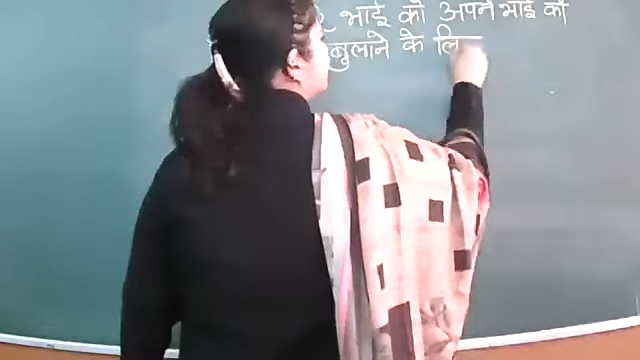 भाई को अपने भाई को
बुलाने के लि